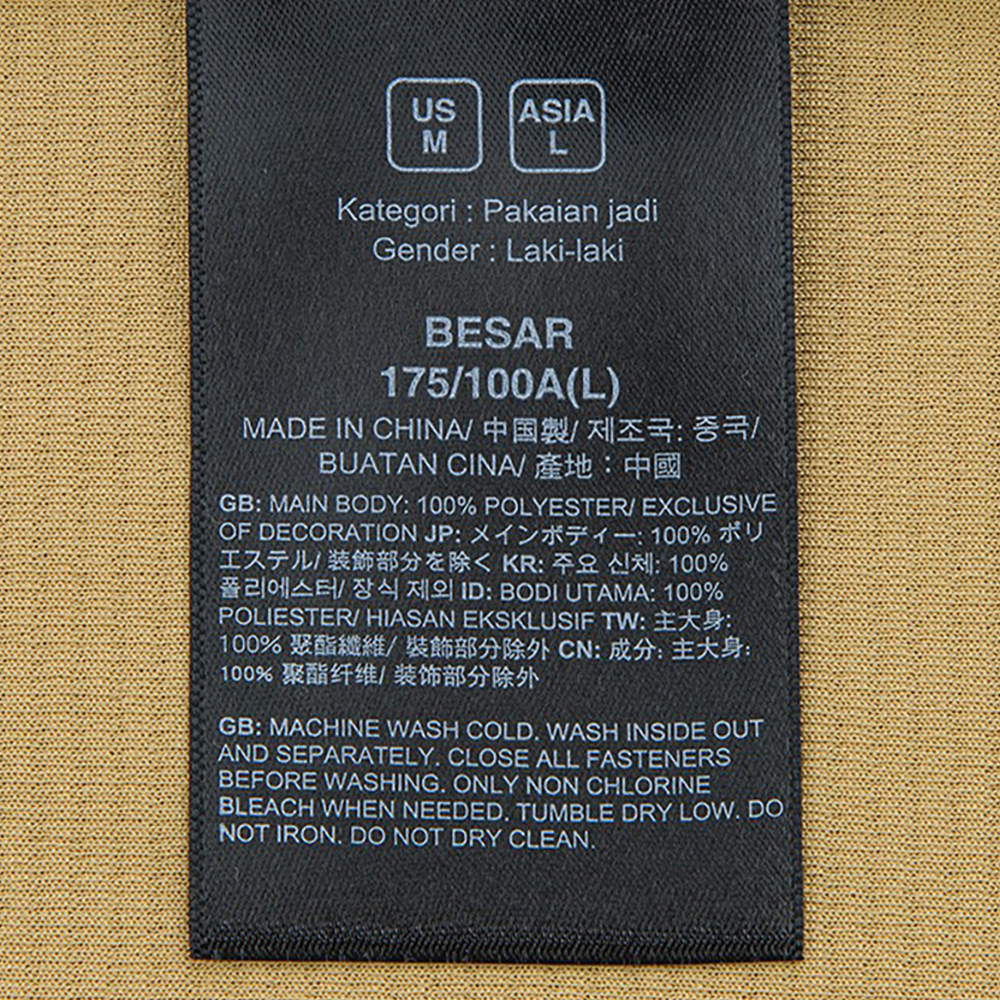 US
M
ASIA
L
Kategori : Pakaian jadi
Gender : Laki-laki
BESAR
175/100A(L)
MADE IN CHINA/ 中国製/ 제조국: 중국/
BUATAN CINA/ 產地：中國
GB: MAIN BODY: 100% POLYESTER/ EXCLUSIVE
OF DECORATION JP: メインボディー: 100% ポリ
エステル/ 装飾部分を除く KR: 주요 신체: 100%
폴리에스터/ 장식 제외 ID: BODI UTAMA: 100%
POLIESTER/ HIASAN EKSKLUSIF TW: 主大身:
100% 聚酯纖維/ 裝飾部分除外 CN: 成分: 主大身:
100% 聚酯纤维/ 装饰部分除外
GB: MACHINE WASH COLD. WASH INSIDE OUT
AND SEPARATELY. CLOSE ALL FASTENERS
BEFORE WASHING. ONLY NON CHLORINE
BLEACH WHEN NEEDED. TUMBLE DRY LOW. DO
NOT IRON. DO NOT DRY CLEAN.